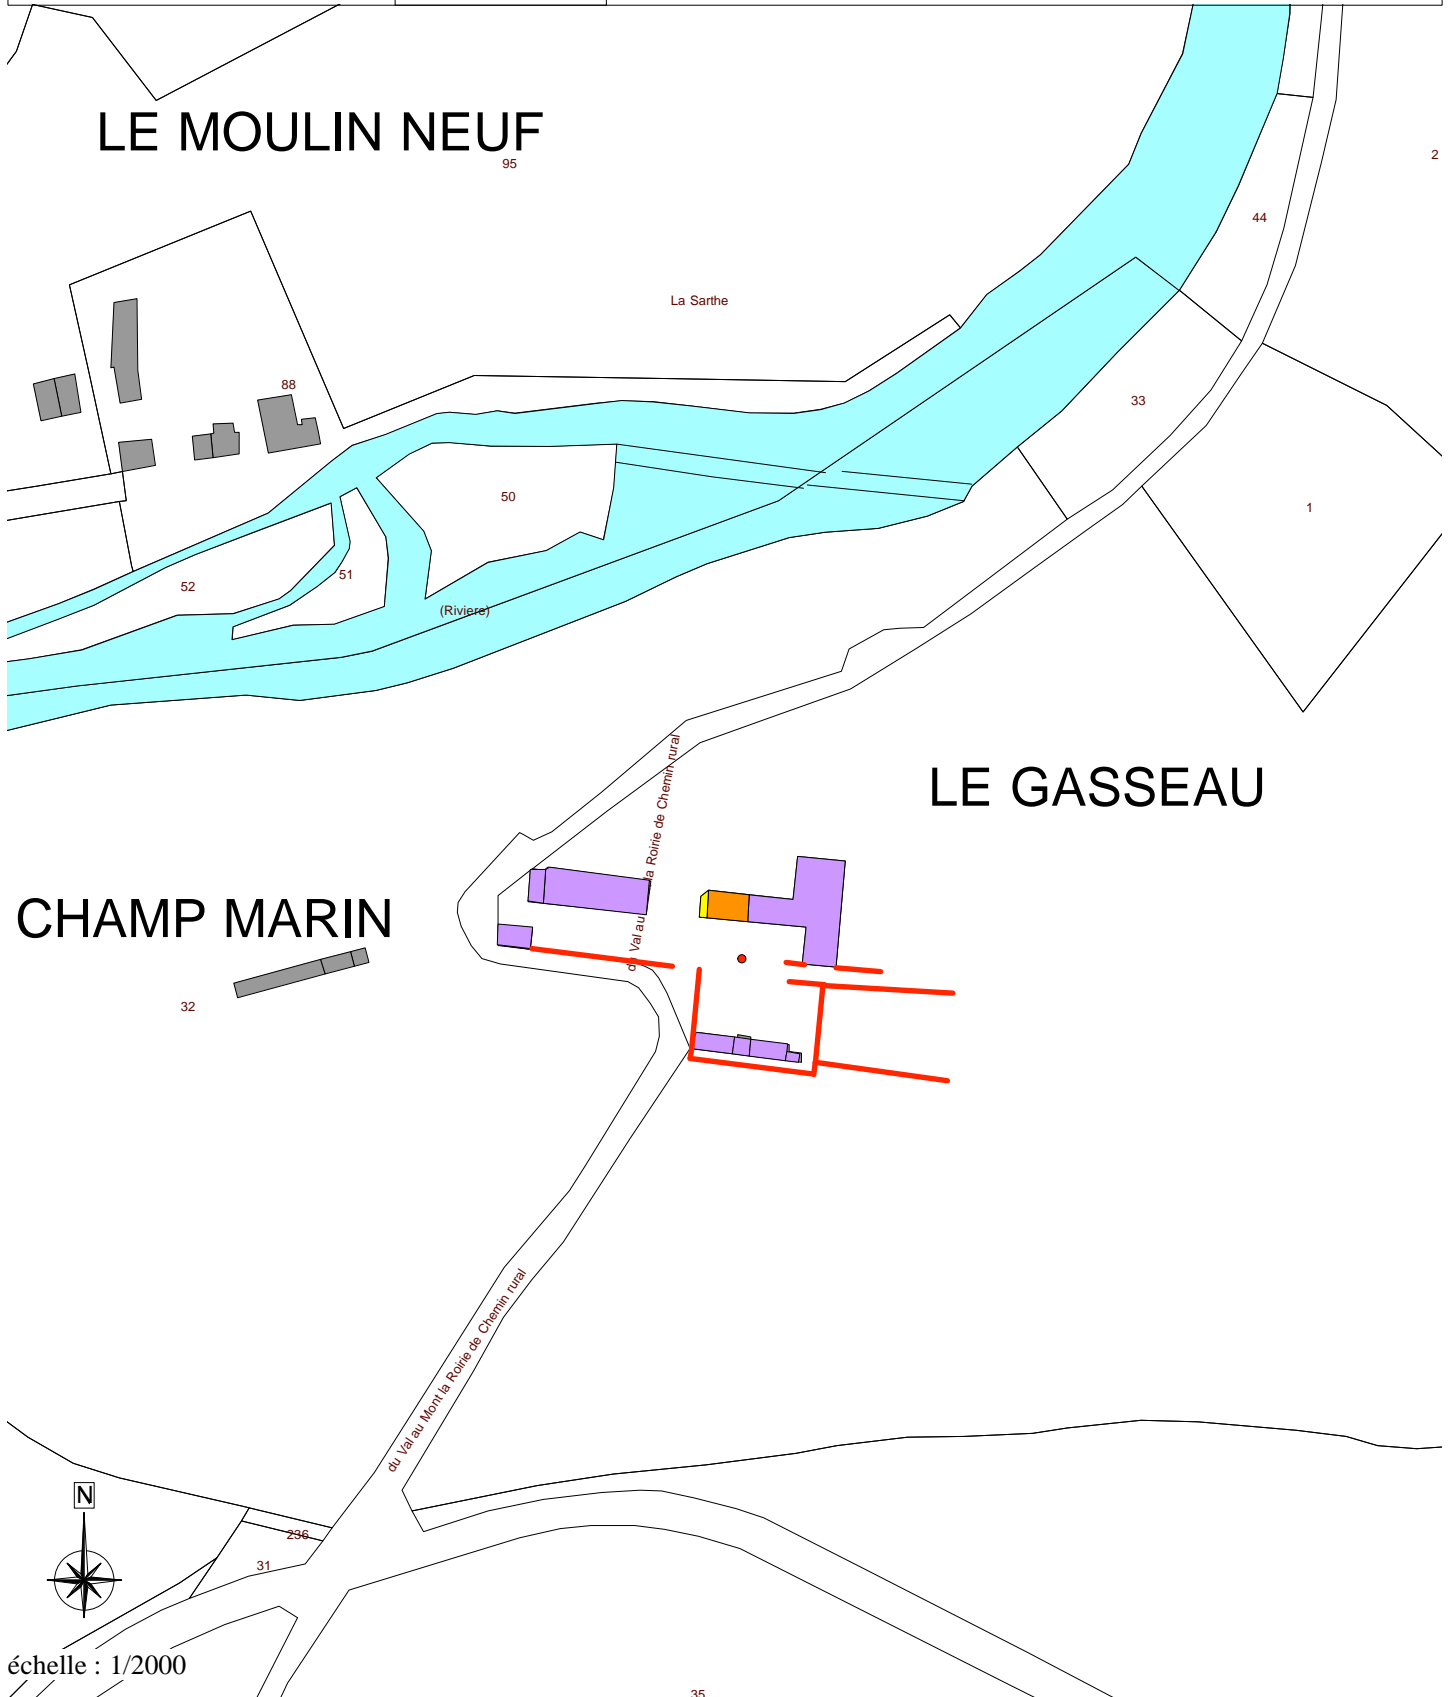 LE MOULIN NEUF
95
2
44
La Sarthe
88
33
50
1
51
52
(Riviere)
du Val au la Roirie de Chemin rural
LE GASSEAU
CHAMP MARIN
32
du Val au Mont la Roirie de Chemin rural
N
236
31
échelle : 1/2000
35